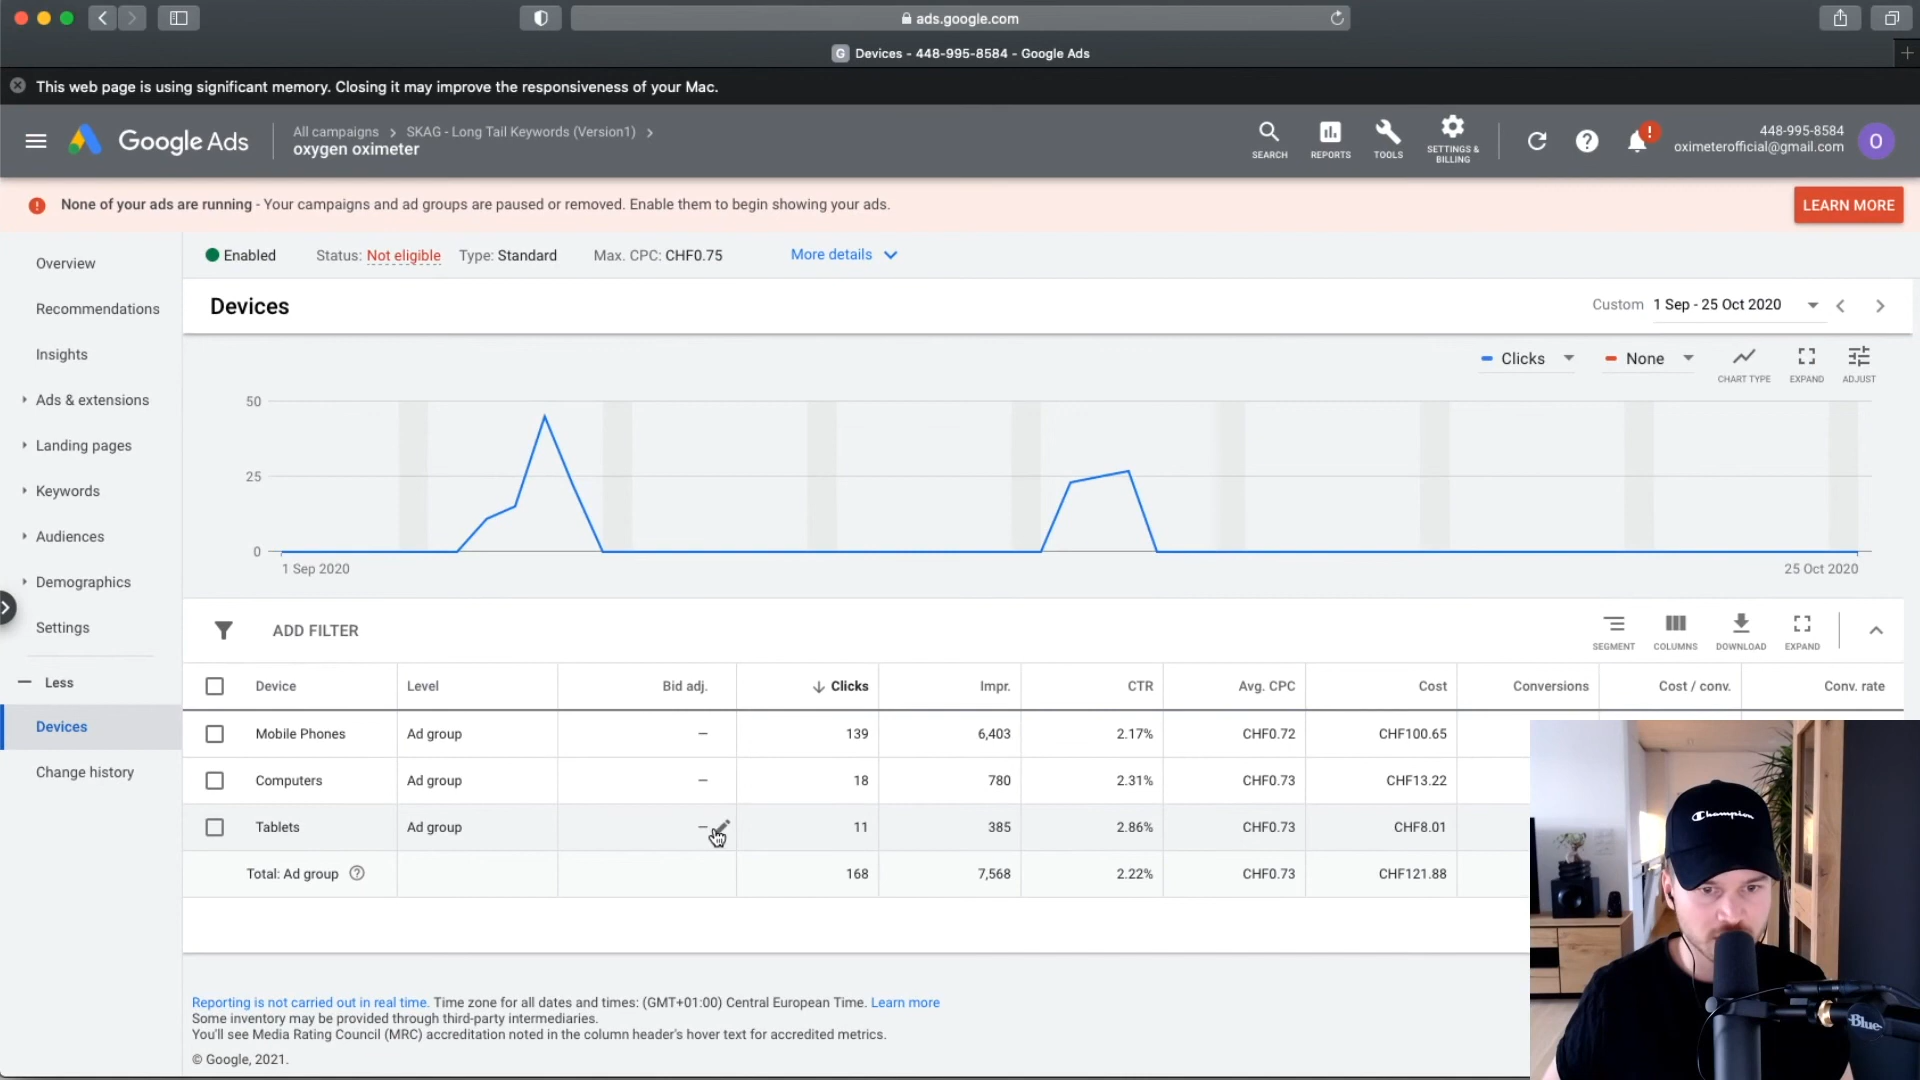 ads.google.com
G Devices - 448-995-8584 - Google Ads
This web page is using significant memory. Closing it may improve the responsiveness of your Mac.
Google Ads
All campaigns > SKAG - Long Tail Keywords (Version1) >
oxygen oximeter
SEARCH
REPORTS
TOOLS
SETTINGS & BILLING
?
!
448-995-8584
oximeterofficial@gmail.com
O
! None of your ads are running - Your campaigns and ad groups are paused or removed. Enable them to begin showing your ads.
LEARN MORE
Overview
Recommendations
Insights
Ads & extensions
Landing pages
Keywords
Audiences
Demographics
Settings
Less
Devices
Change history
Enabled Status: Not eligible Type: Standard Max. CPC: CHF0.75 More details
Devices
Custom 1 Sep - 25 Oct 2020
Clicks
None
CHART TYPE
EXPAND
ADJUST
50
25
0
1 Sep 2020
25 Oct 2020
ADD FILTER
SEGMENT
COLUMNS
DOWNLOAD
EXPAND
Device Level Bid adj. Clicks Impr. CTR Avg. CPC Cost Conversions Cost / conv. Conv. rate
Mobile Phones Ad group – 139 6,403 2.17% CHF0.72 CHF100.65
Computers Ad group – 18 780 2.31% CHF0.73 CHF13.22
Tablets Ad group – 11 385 2.86% CHF0.73 CHF8.01
Total: Ad group ? 168 7,568 2.22% CHF0.73 CHF121.88
Reporting is not carried out in real time. Time zone for all dates and times: (GMT+01:00) Central European Time. Learn more
Some inventory may be provided through third-party intermediaries.
You'll see Media Rating Council (MRC) accreditation noted in the column header's hover text for accredited metrics.
© Google, 2021.
Champion
Blue